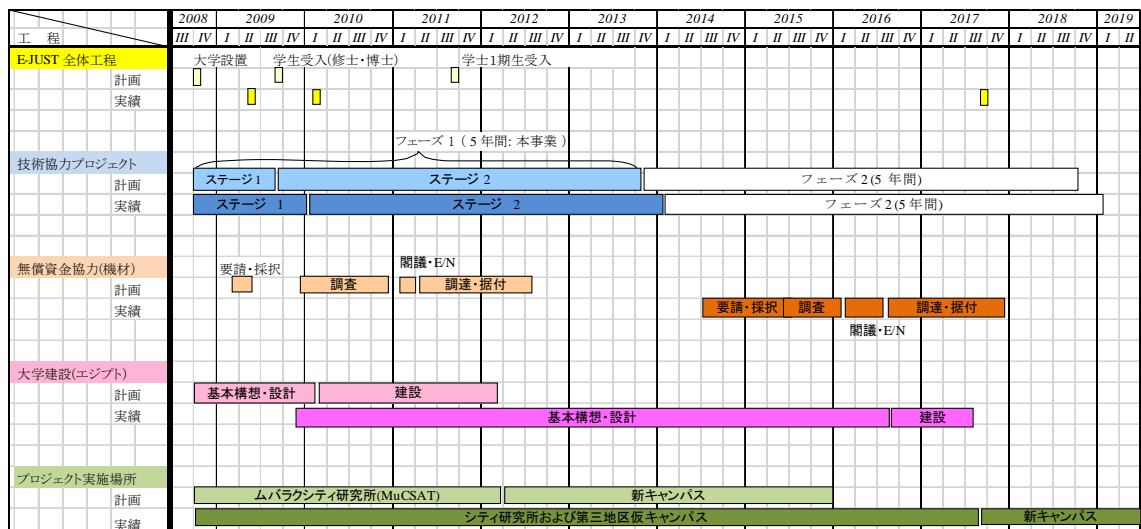 2008 2009 2010 2011 2012 2013 2014 2015 2016 2017 2018 2019
工 程 III IV I II III IV I II III IV I II III IV I II III IV I II III IV I II III IV I II III IV I II III IV I II III IV I II III IV I II
E-JUST 全体工程 大学設置 学生受入(修士・博士) 学士1期生受入
計画
実績
フェーズ 1 ( 5 年間: 本事業 )
技術協力プロジェクト
計画 ステージ 1 ステージ 2 フェーズ 2 (5 年間)
実績 ステージ 1 ステージ 2 フェーズ 2 (5 年間)
無償資金協力(機材) 要請・採択 閣議・E/N
計画 調査 調達・据付
実績 要請・採択 調査 調達・据付
閣議・E/N
大学建設(エジプト)
計画 基本構想・設計 建設
実績 基本構想・設計 建設
プロジェクト実施場所
計画 ムバラクシティ研究所(MuCSAT) 新キャンパス
実績 シティ研究所および第三地区仮キャンパス 新キャンパス